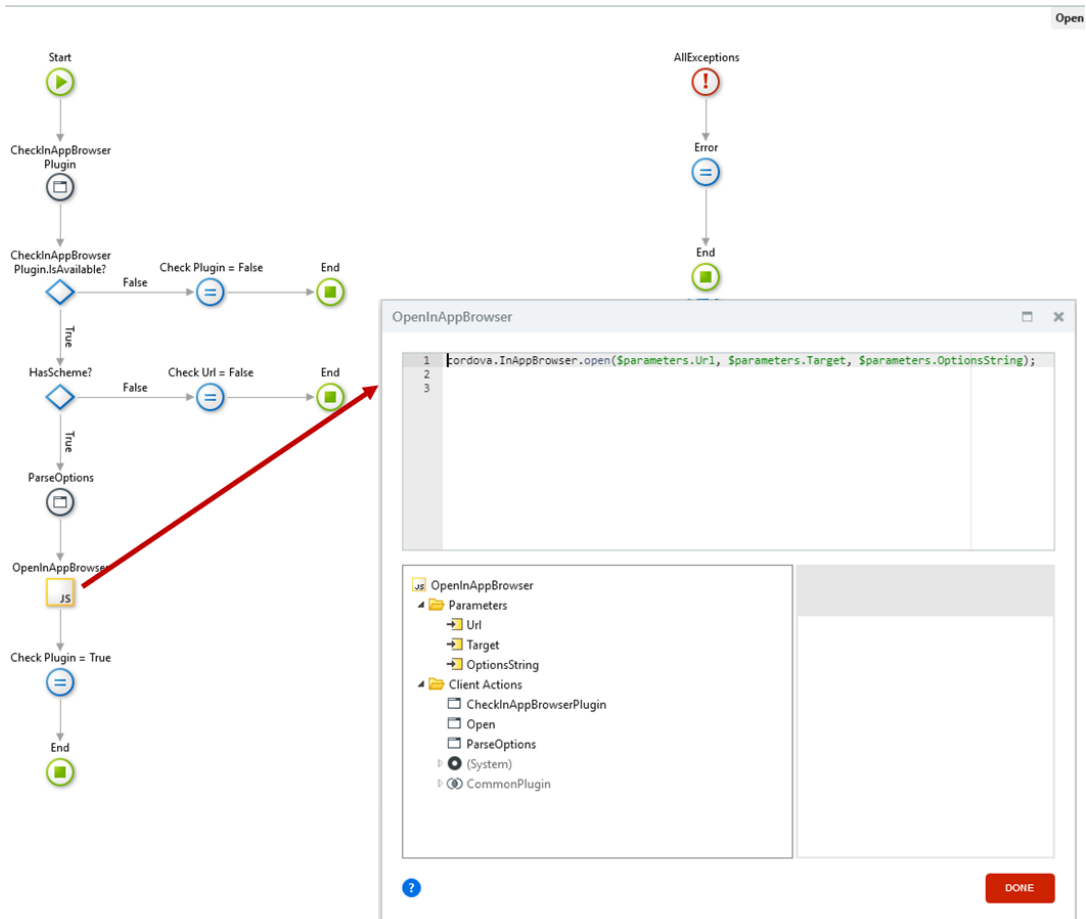 Open
Start
AllExceptions
CheckInAppBrowser
Plugin
Error
CheckInAppBrowser
Plugin.IsAvailable?
False
Check Plugin = False
End
End
True
HasScheme?
False
Check Url = False
End
True
ParseOptions
OpenInAppBrowser
JS
Check Plugin = True
End
OpenInAppBrowser
1 cordova.InAppBrowser.open($parameters.Url, $parameters.Target, $parameters.OptionsString);
2
3
JS OpenInAppBrowser
Parameters
Url
Target
OptionsString
Client Actions
CheckInAppBrowserPlugin
Open
ParseOptions
(System)
CommonPlugin
?
DONE